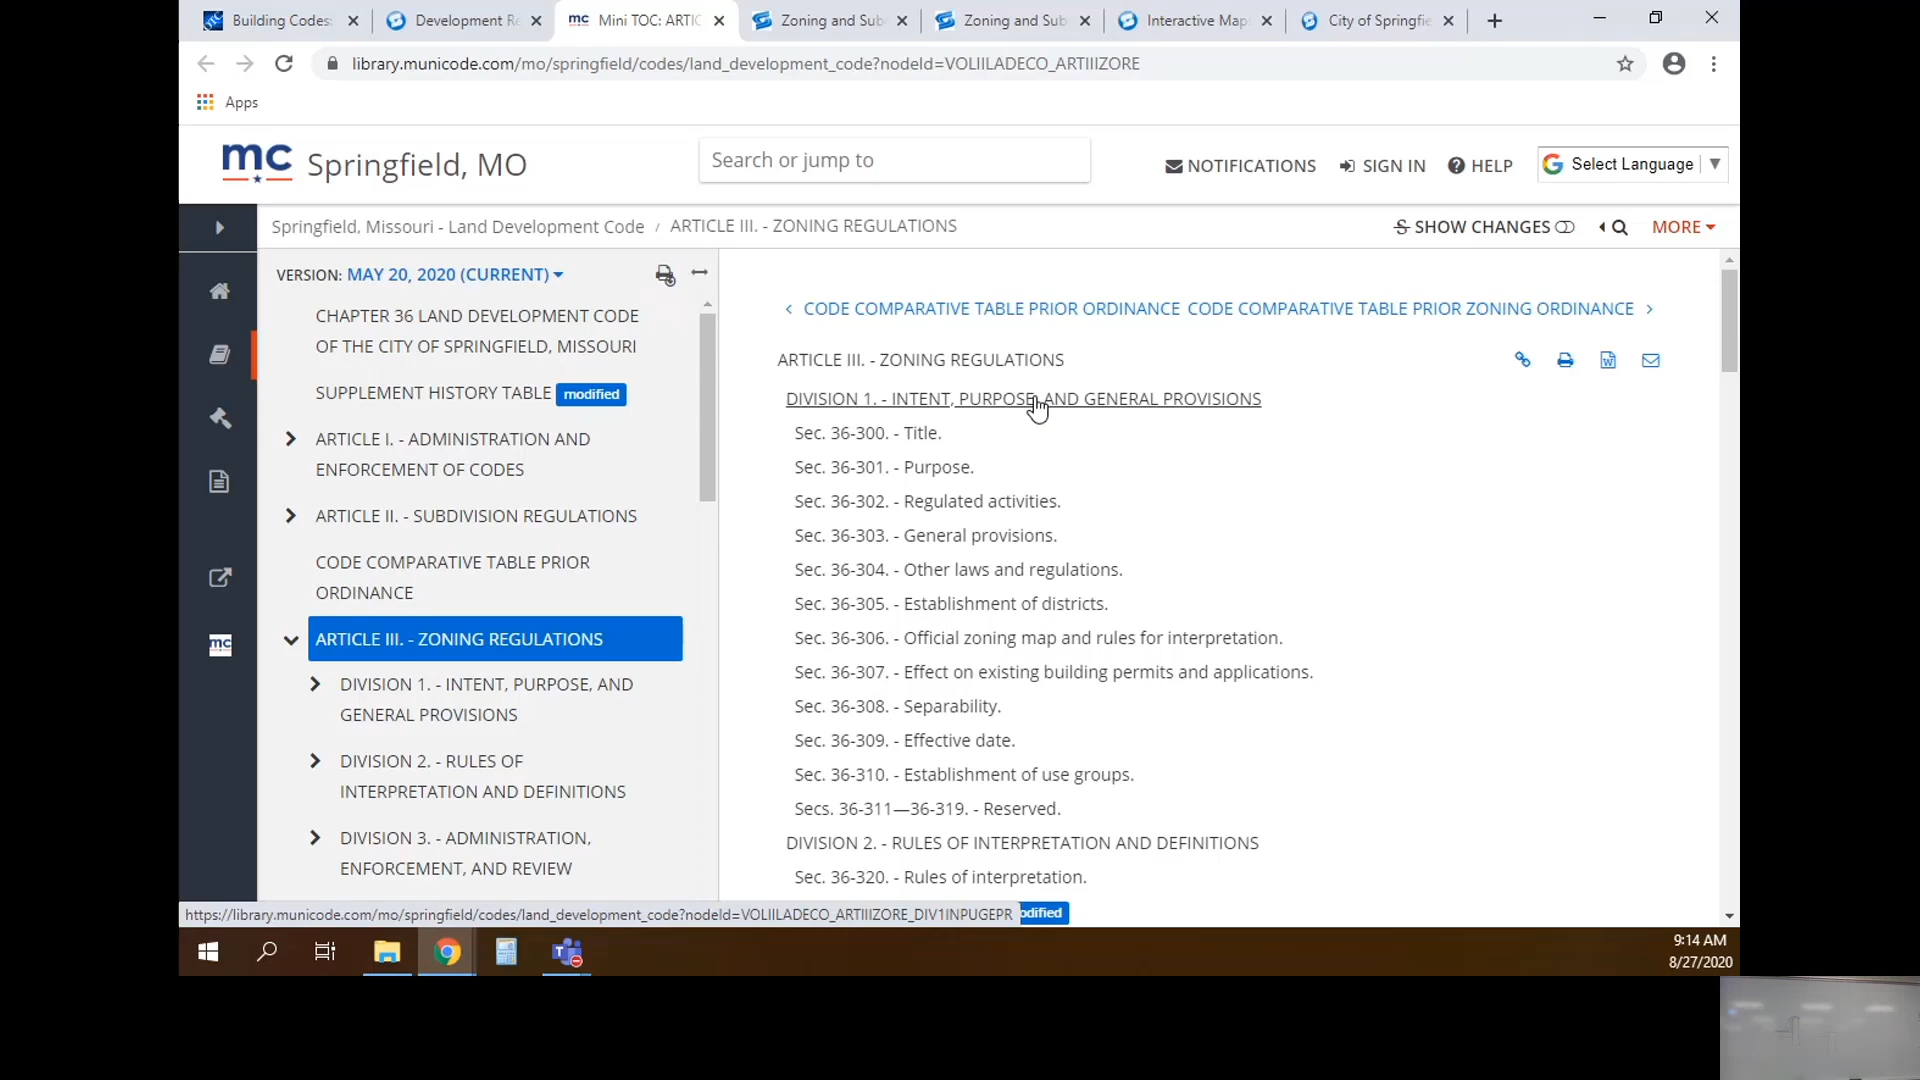 Building Codes:
Development Re
Mini TOC: ARTIC
Zoning and Sub
Zoning and Sub
Interactive Map
City of Springfie
library.municode.com/mo/springfield/codes/land_development_code?nodeId=VOLIILADECO_ARTIIIZORE
Apps
mc Springfield, MO
Search or jump to
NOTIFICATIONS
SIGN IN
HELP
Select Language
Springfield, Missouri - Land Development Code / ARTICLE III. - ZONING REGULATIONS
SHOW CHANGES
MORE
VERSION: MAY 20, 2020 (CURRENT)
CHAPTER 36 LAND DEVELOPMENT CODE
OF THE CITY OF SPRINGFIELD, MISSOURI
SUPPLEMENT HISTORY TABLE modified
ARTICLE I. - ADMINISTRATION AND
ENFORCEMENT OF CODES
ARTICLE II. - SUBDIVISION REGULATIONS
CODE COMPARATIVE TABLE PRIOR
ORDINANCE
ARTICLE III. - ZONING REGULATIONS
DIVISION 1. - INTENT, PURPOSE, AND
GENERAL PROVISIONS
DIVISION 2. - RULES OF
INTERPRETATION AND DEFINITIONS
DIVISION 3. - ADMINISTRATION,
ENFORCEMENT, AND REVIEW
mc
CODE COMPARATIVE TABLE PRIOR ORDINANCE CODE COMPARATIVE TABLE PRIOR ZONING ORDINANCE
ARTICLE III. - ZONING REGULATIONS
DIVISION 1. - INTENT, PURPOSE, AND GENERAL PROVISIONS
Sec. 36-300. - Title.
Sec. 36-301. - Purpose.
Sec. 36-302. - Regulated activities.
Sec. 36-303. - General provisions.
Sec. 36-304. - Other laws and regulations.
Sec. 36-305. - Establishment of districts.
Sec. 36-306. - Official zoning map and rules for interpretation.
Sec. 36-307. - Effect on existing building permits and applications.
Sec. 36-308. - Separability.
Sec. 36-309. - Effective date.
Sec. 36-310. - Establishment of use groups.
Secs. 36-311—36-319. - Reserved.
DIVISION 2. - RULES OF INTERPRETATION AND DEFINITIONS
Sec. 36-320. - Rules of interpretation.
https://library.municode.com/mo/springfield/codes/land_development_code?nodeId=VOLIILADECO_ARTIIIZORE_DIV1INPUGEPR odified
9:14 AM
8/27/2020